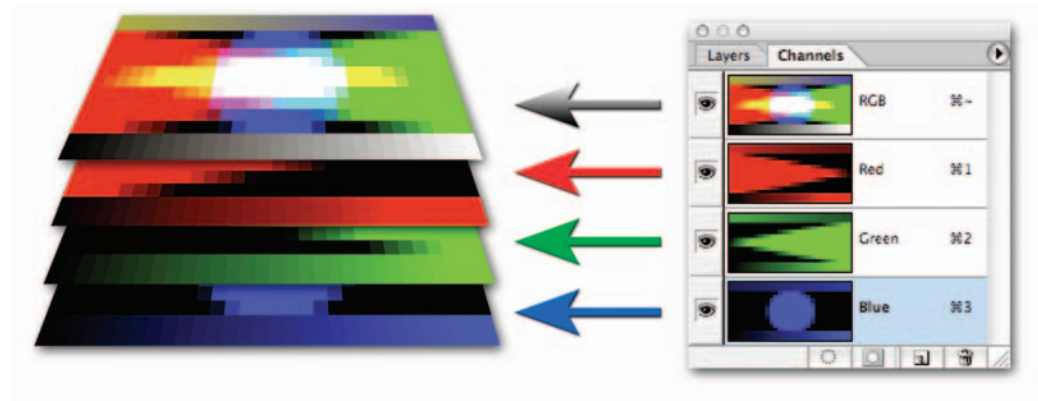 Layers Channels
RGB ⌘~
Red ⌘1
Green ⌘2
Blue ⌘3